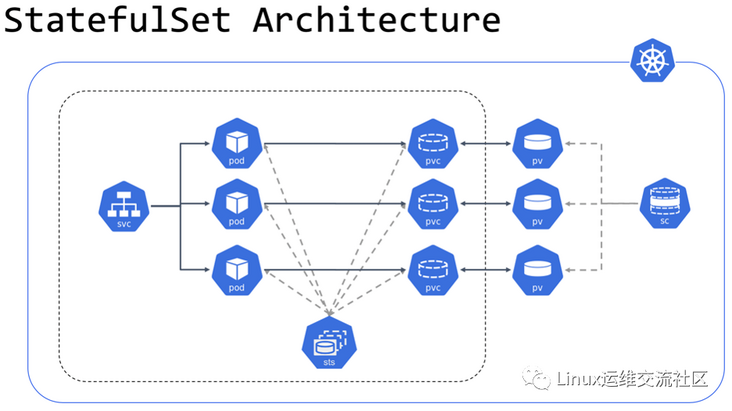 StatefulSet Architecture
pod
pvc
pv
svc
pod
pvc
pv
sc
pod
pvc
pv
sts
Linux运维交流社区